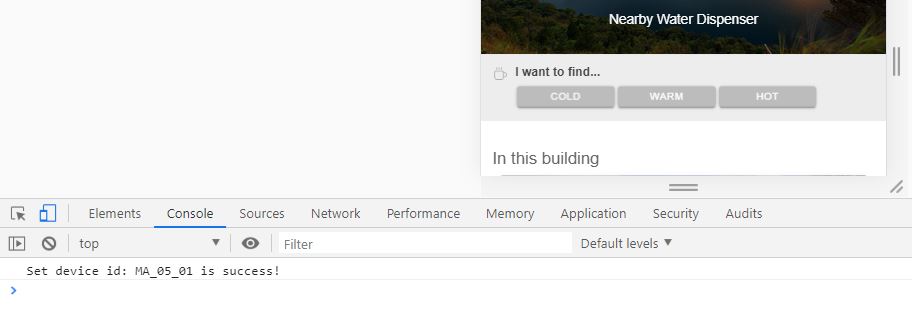 Nearby Water Dispenser
I want to find...
COLD WARM HOT
In this building
Elements Console Sources Network Performance Memory Application Security Audits
top Filter Default levels
Set device id: MA_05_01 is success!